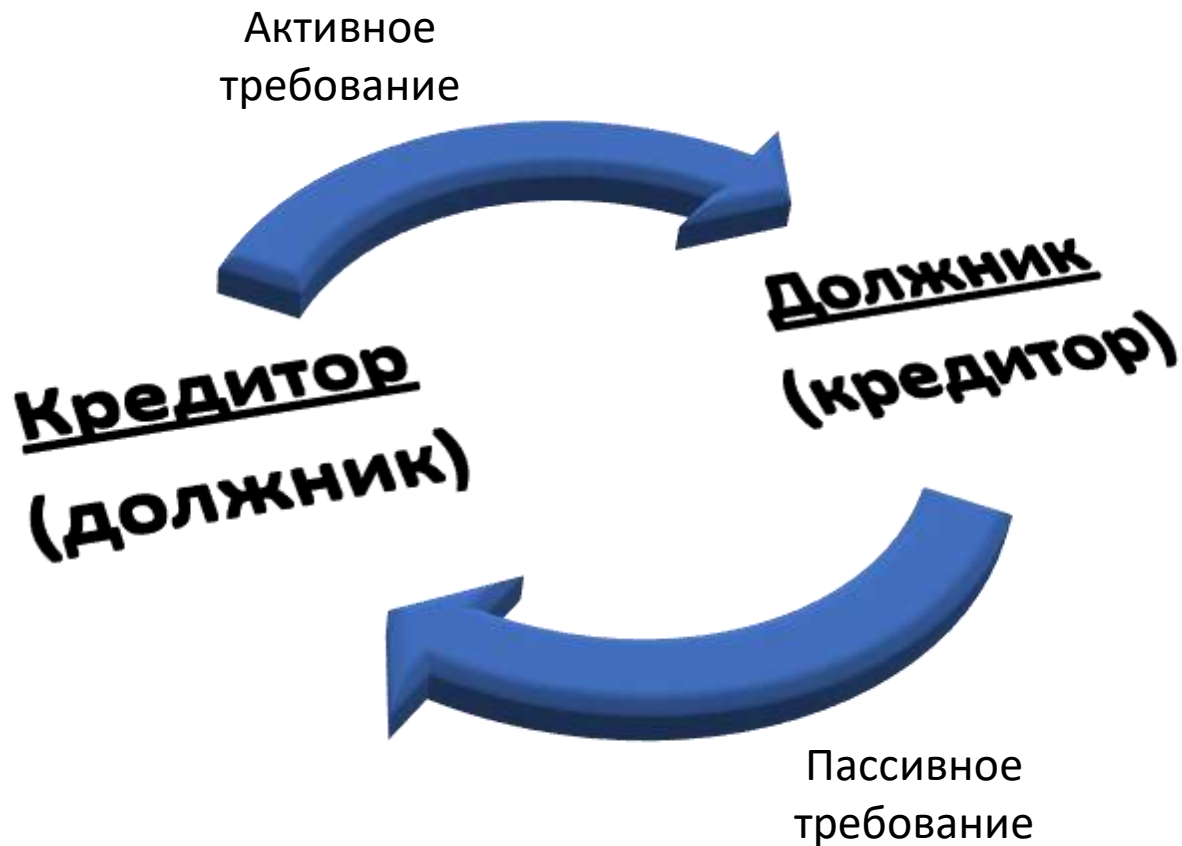 Активное
требование
Должник
(кредитор)
Кредитор
(должник)
Пассивное
требование